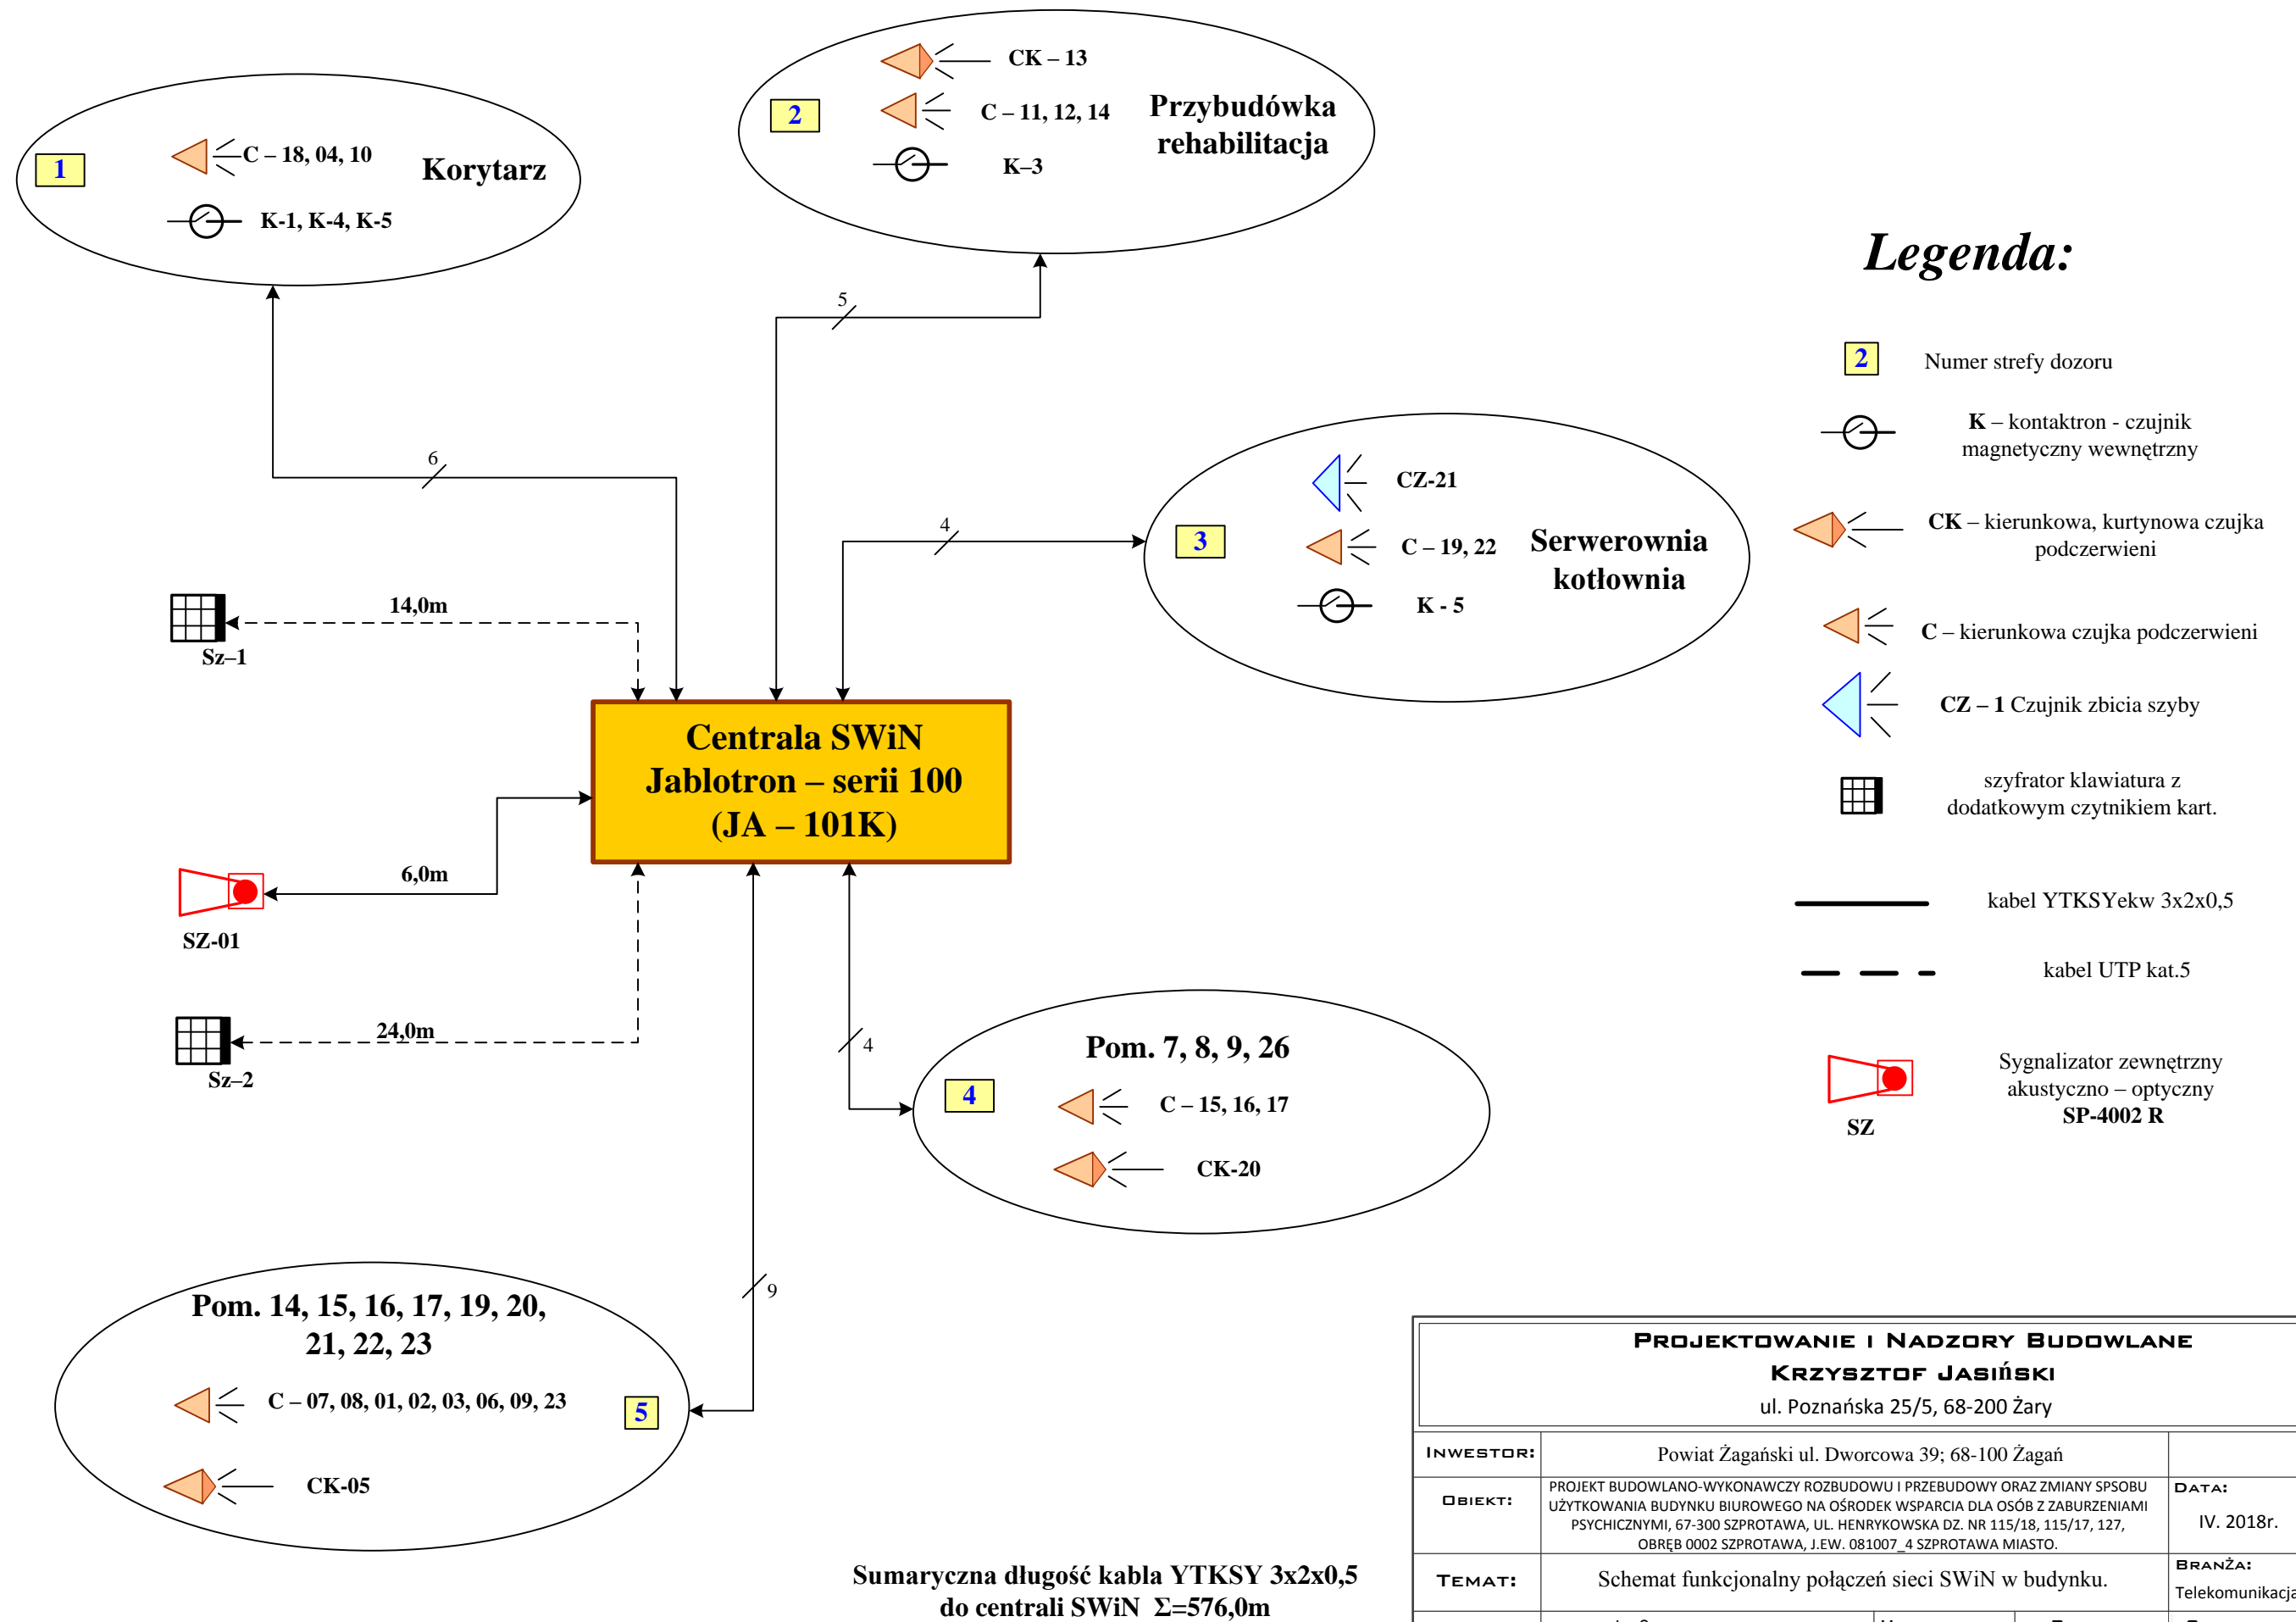 1
C – 18, 04, 10
Korytarz
K-1, K-4, K-5
6
2
CK – 13
C – 11, 12, 14
K–3
Przybudówka
rehabilitacja
5
3
CZ-21
C – 19, 22
K - 5
Serwerownia
kotłownia
4
14,0m
Sz–1
Centrala SWiN
Jablotron – serii 100
(JA – 101K)
6,0m
SZ-01
24,0m
Sz–2
4
Pom. 7, 8, 9, 26
4
C – 15, 16, 17
CK-20
9
Pom. 14, 15, 16, 17, 19, 20,
21, 22, 23
C – 07, 08, 01, 02, 03, 06, 09, 23
5
CK-05
Sumaryczna długość kabla YTKSY 3x2x0,5
do centrali SWiN Σ=576,0m
Legenda:
2
Numer strefy dozoru
K – kontaktron - czujnik
magnetyczny wewnętrzny
CK – kierunkowa, kurtynowa czujka
podczerwieni
C – kierunkowa czujka podczerwieni
CZ – 1 Czujnik zbicia szyby
szyfrator klawiatura z
dodatkowym czytnikiem kart.
kabel YTKSYekw 3x2x0,5
kabel UTP kat.5
Sygnalizator zewnętrzny
akustyczno – optyczny
SP-4002 R
SZ
PROJEKTOWANIE I NADZORY BUDOWLANE
KRZYSZTOF JASIńSKI
ul. Poznańska 25/5, 68-200 Żary
INWESTOR:
Powiat Żagański ul. Dworcowa 39; 68-100 Żagań
OBIEKT:
PROJEKT BUDOWLANO-WYKONAWCZY ROZBUDOWU I PRZEBUDOWY ORAZ ZMIANY SPSOBU
UŻYTKOWANIA BUDYNKU BIUROWEGO NA OŚRODEK WSPARCIA DLA OSÓB Z ZABURZENIAMI
PSYCHICZNYMI, 67-300 SZPROTAWA, UL. HENRYKOWSKA DZ. NR 115/18, 115/17, 127,
OBRĘB 0002 SZPROTAWA, J.EW. 081007_4 SZPROTAWA MIASTO.
DATA:
IV. 2018r.
TEMAT:
Schemat funkcjonalny połączeń sieci SWiN w budynku.
BRANŻA:
Telekomunikacja